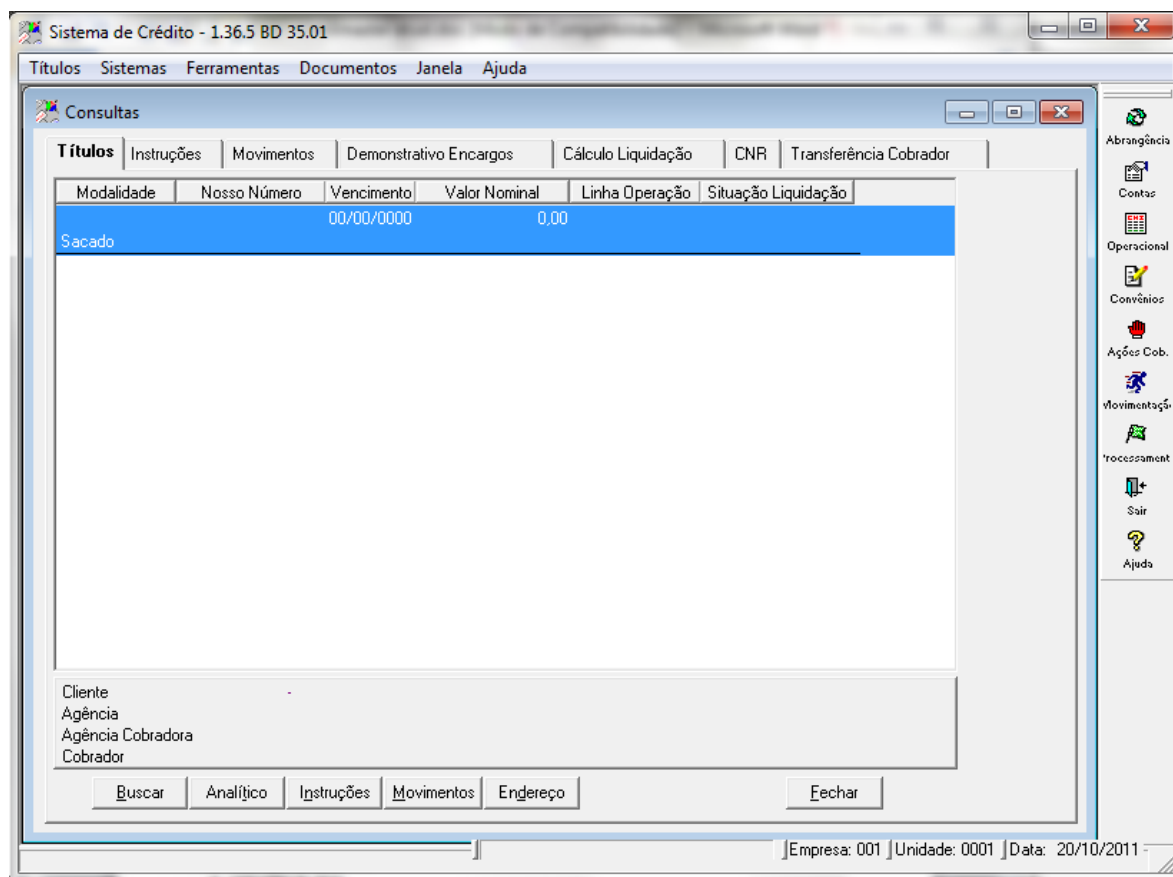 Sistema de Crédito - 1.36.5 BD 35.01
Títulos Sistemas Ferramentas Documentos Janela Ajuda
Consultas
Títulos Instruções Movimentos Demonstrativo Encargos Cálculo Liquidação CNR Transferência Cobrador
Modalidade Nosso Número Vencimento Valor Nominal Linha Operação Situação Liquidação
00/00/0000 0,00
Sacado
Cliente -
Agência
Agência Cobradora
Cobrador
Buscar Analítico Instruções Movimentos Endereço Fechar
Abrangência
Contas
Operacional
Convênios
Ações Cob.
Movimentaçã
rocessament
Sair
Ajuda
Empresa: 001 Unidade: 0001 Data: 20/10/2011